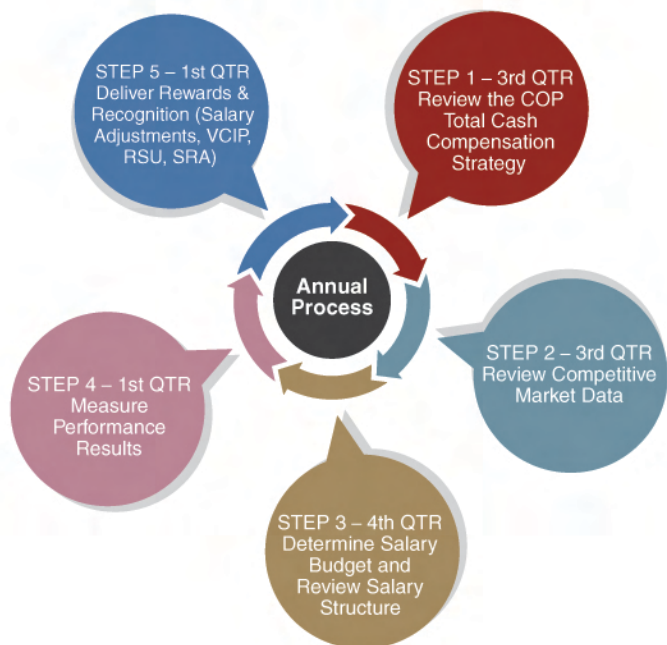 STEP 1 – 3rd QTR
Review the COP
Total Cash
Compensation
Strategy
STEP 2 – 3rd QTR
Review Competitive
Market Data
STEP 3 – 4th QTR
Determine Salary
Budget and
Review Salary
Structure
STEP 4 – 1st QTR
Measure
Performance
Results
STEP 5 – 1st QTR
Deliver Rewards &
Recognition (Salary
Adjustments, VCIP,
RSU, SRA)
Annual
Process